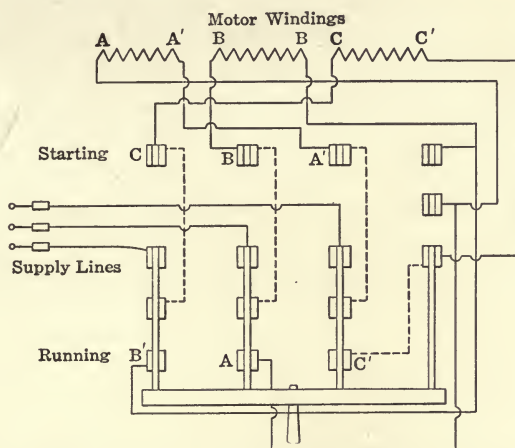 Motor Windings
A A' B B C C'
Starting C B A'
Supply Lines
Running B' A C'